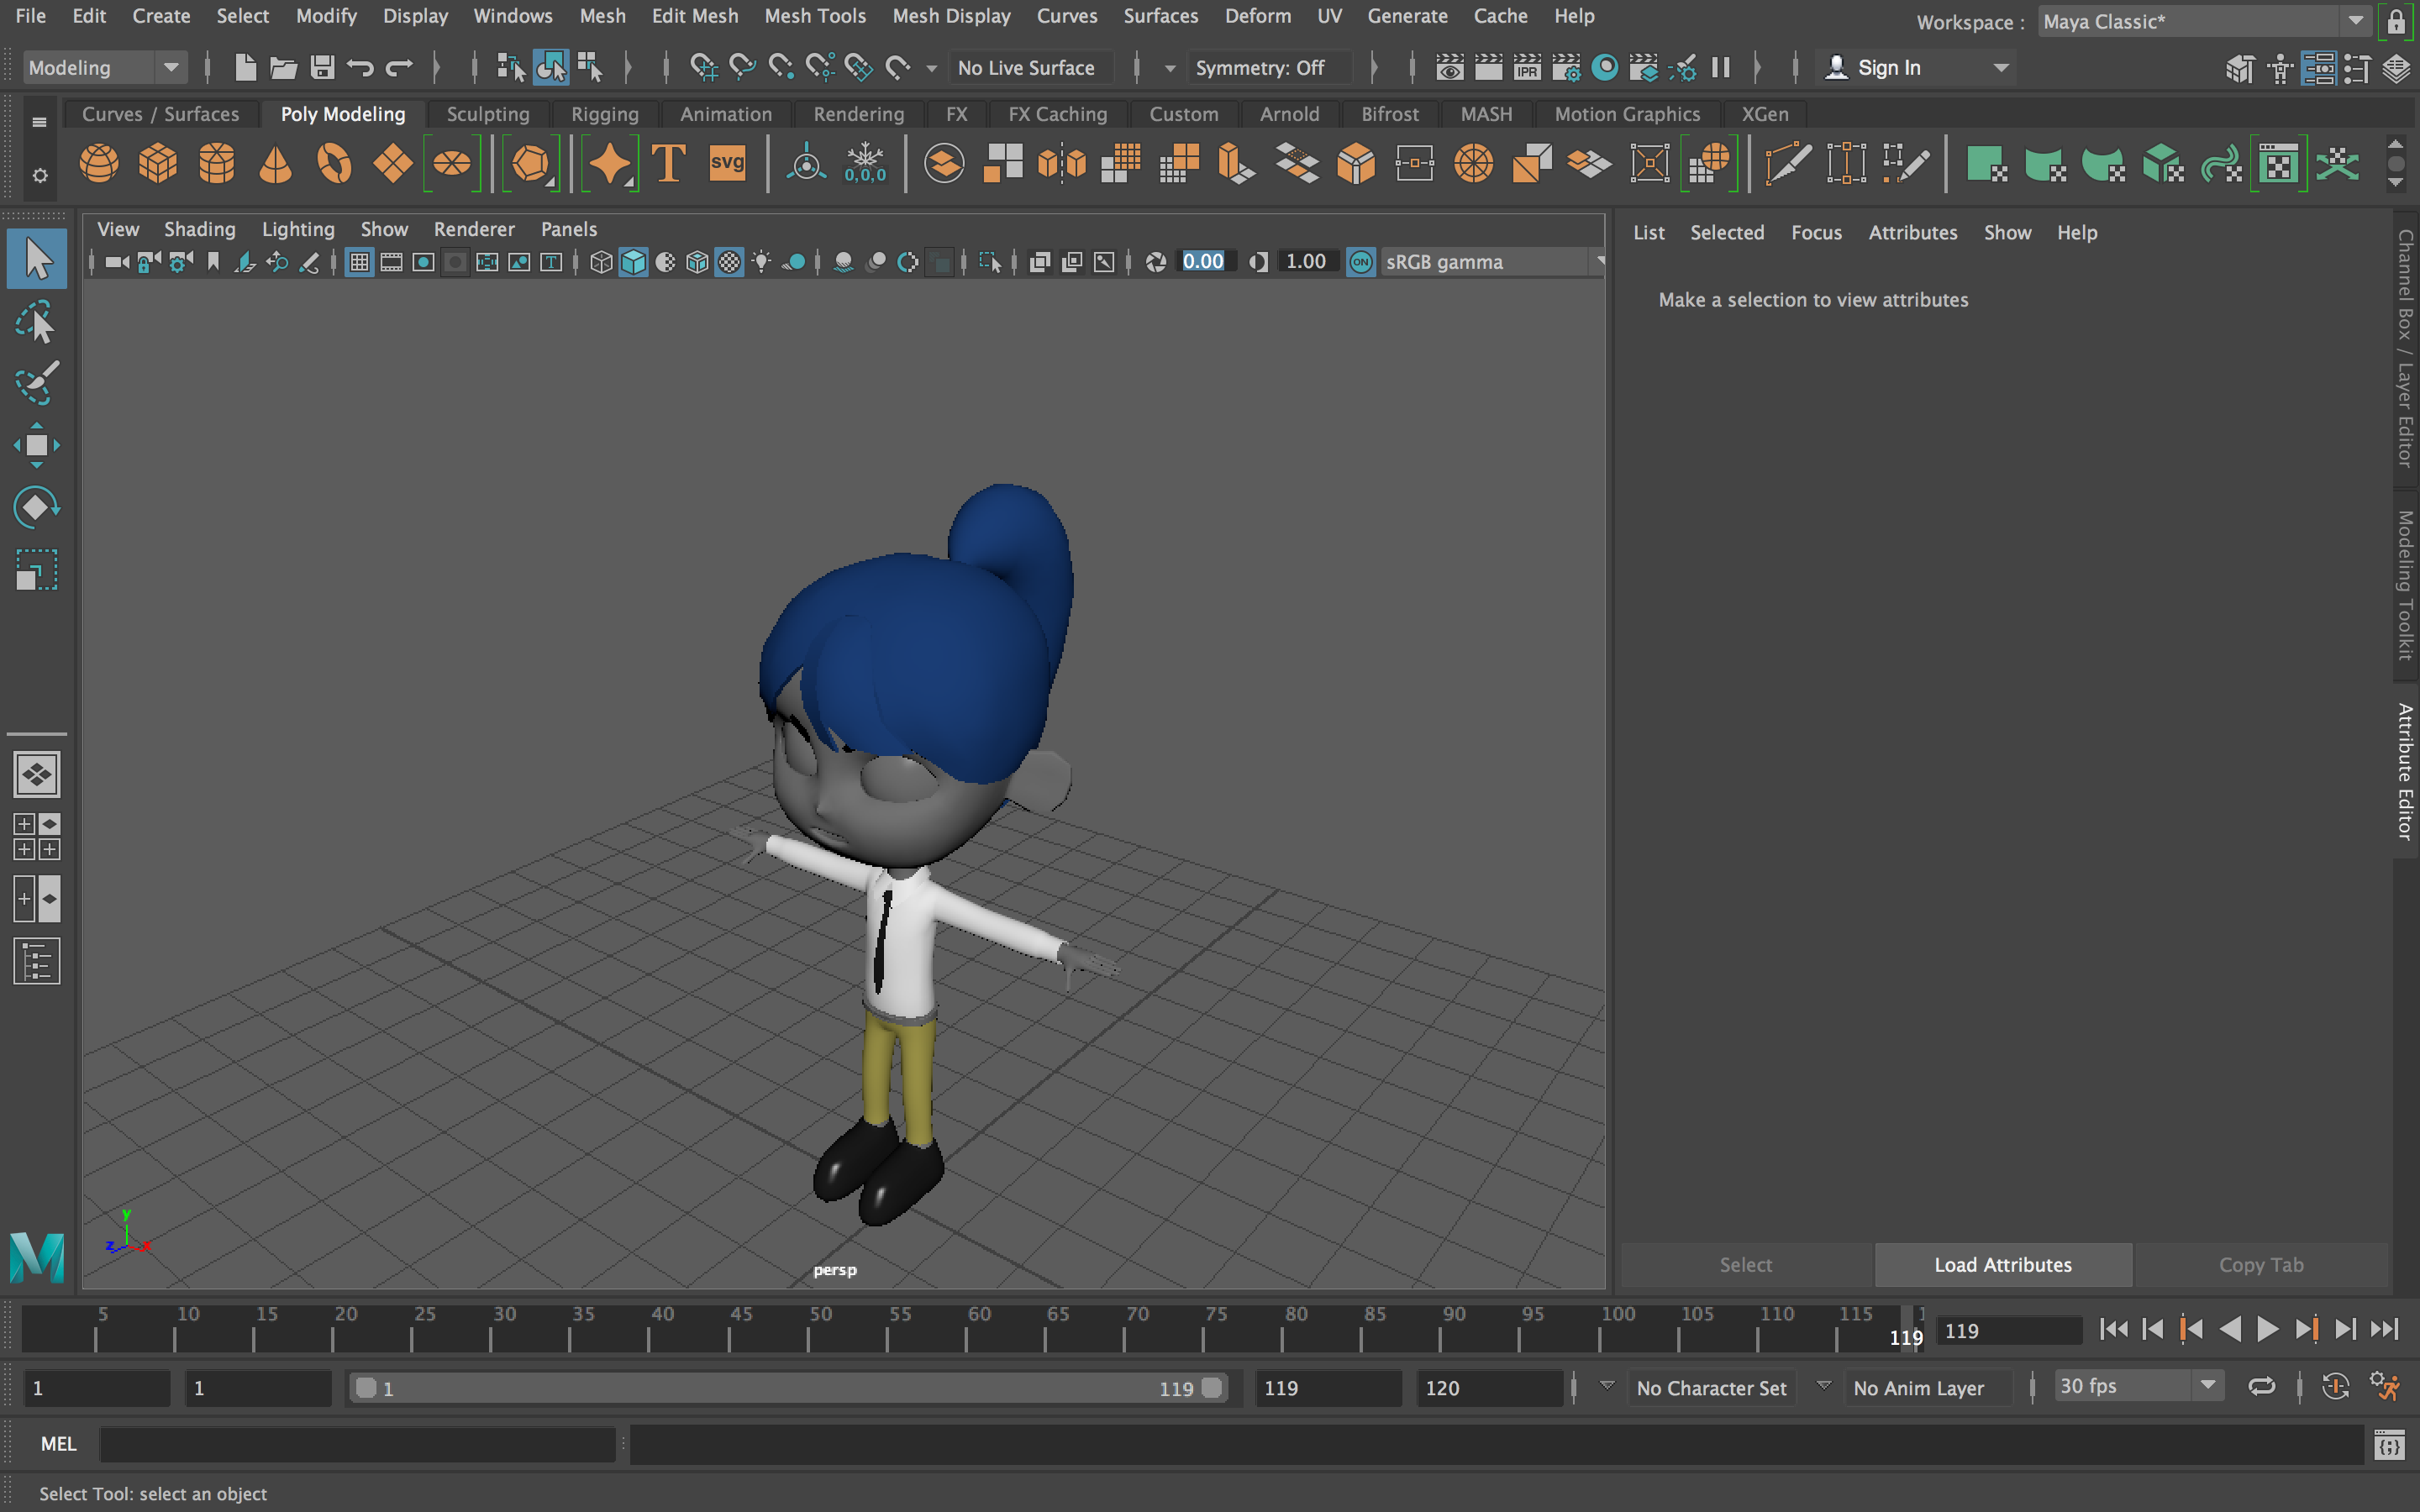 File Edit Create Select Modify Display Windows Mesh Edit Mesh Mesh Tools Mesh Display Curves Surfaces Deform UV Generate Cache Help
Workspace : Maya Classic*
Modeling
No Live Surface
Symmetry: Off
IPR
Sign In
Curves / Surfaces Poly Modeling Sculpting Rigging Animation Rendering FX FX Caching Custom Arnold Bifrost MASH Motion Graphics XGen
T
svg
0,0,0
View Shading Lighting Show Renderer Panels
T
0.00
1.00
ON
sRGB gamma
List Selected Focus Attributes Show Help
Make a selection to view attributes
Channel Box / Layer Editor
Modeling Toolkit
Attribute Editor
y
z
x
persp
Select
Load Attributes
Copy Tab
5 10 15 20 25 30 35 40 45 50 55 60 65 70 75 80 85 90 95 100 105 110 115 1
119
119
1
1
1
119
119
120
No Character Set
No Anim Layer
30 fps
MEL
Select Tool: select an object